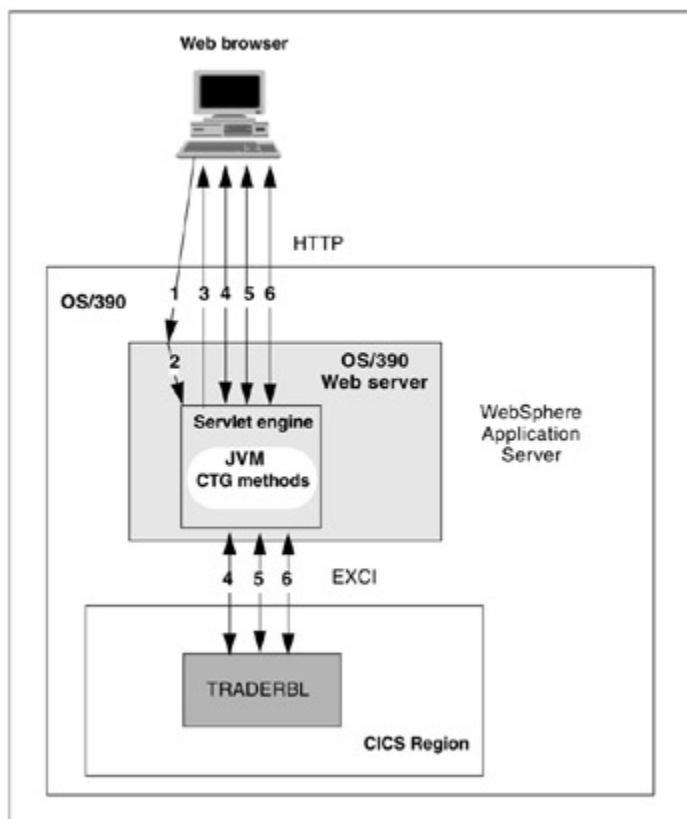 Web browser
HTTP
OS/390
1
3
4
5
6
2
OS/390
Web server
WebSphere
Application
Server
Servlet engine
JVM
CTG methods
4
5
6
EXCI
TRADERBL
CICS Region